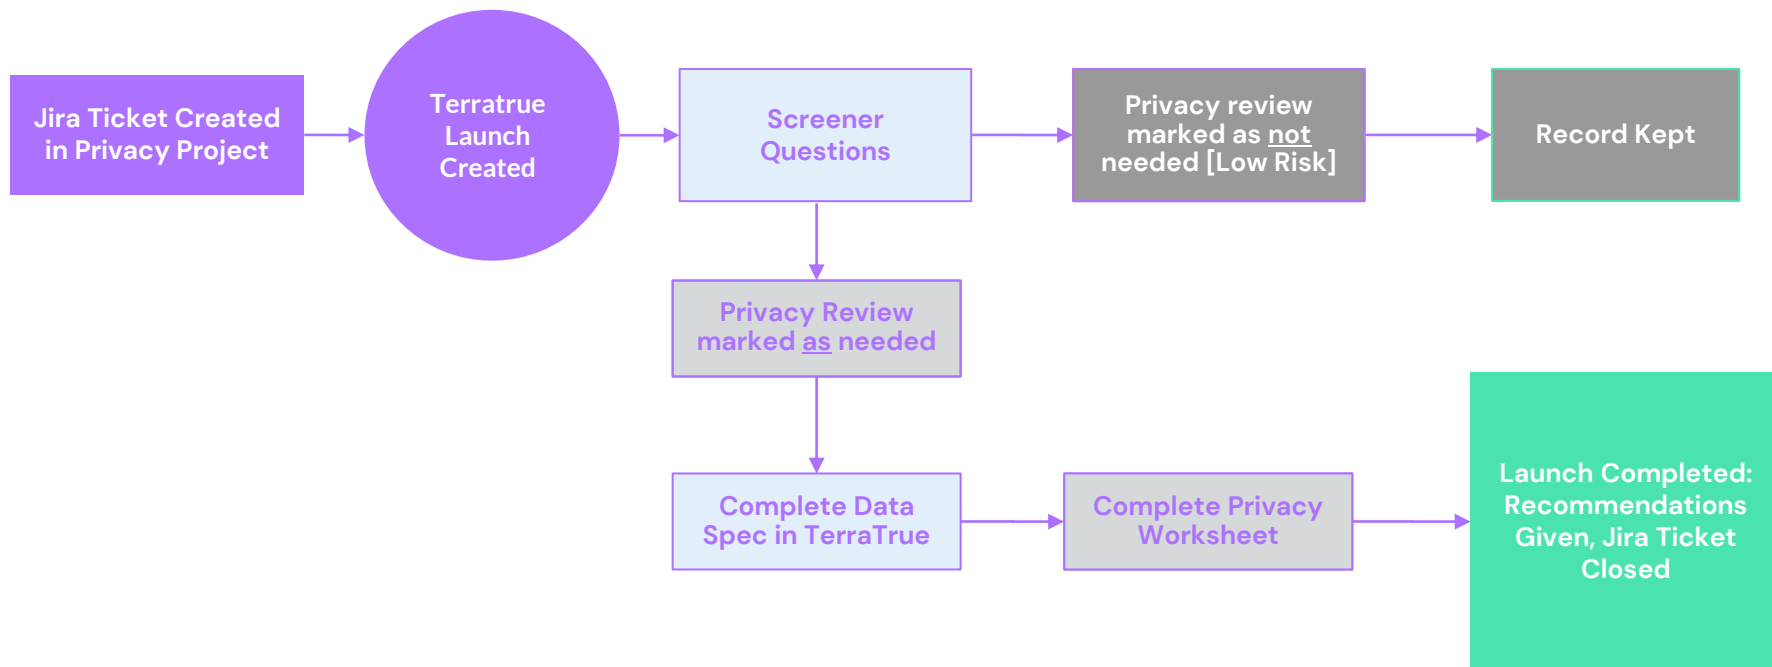 Jira Ticket Created
in Privacy Project
Terratrue
Launch
Created
Screener
Questions
Privacy review
marked as not
needed [Low Risk]
Record Kept
Privacy Review
marked as needed
Complete Data
Spec in TerraTrue
Complete Privacy
Worksheet
Launch Completed:
Recommendations
Given, Jira Ticket
Closed